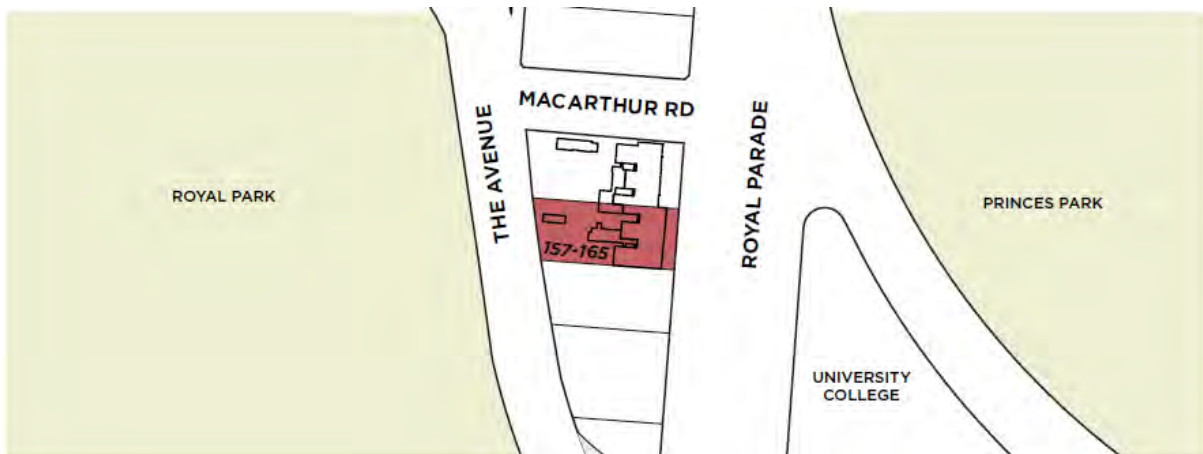 MACARTHUR RD
THE AVENUE
ROYAL PARADE
ROYAL PARK
PRINCES PARK
157-165
UNIVERSITY
COLLEGE